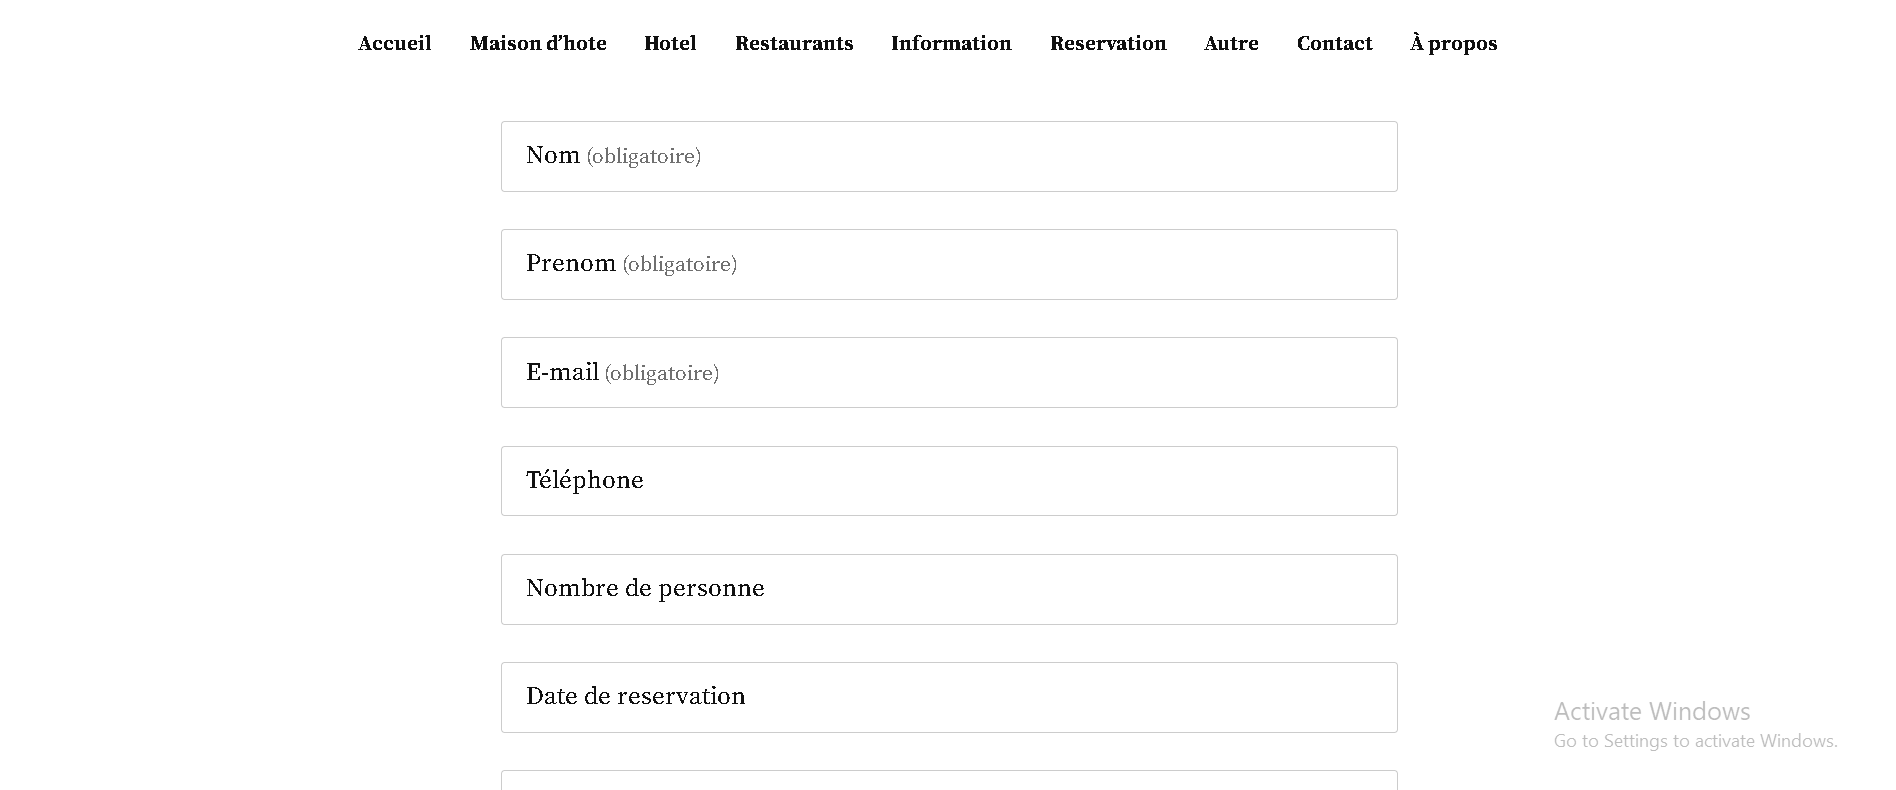 Accueil Maison d’hote Hotel Restaurants Information Reservation Autre Contact À propos
Nom (obligatoire)
Prenom (obligatoire)
E-mail (obligatoire)
Téléphone
Nombre de personne
Date de reservation
Activate Windows
Go to Settings to activate Windows.